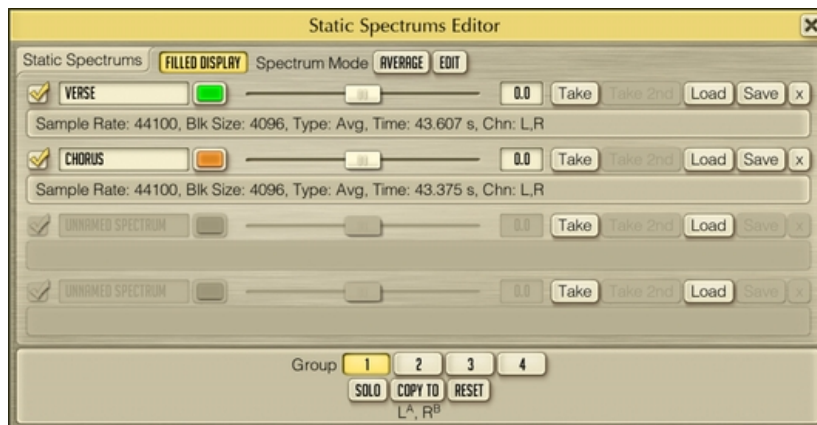 Static Spectrums Editor
Static Spectrums FILLED DISPLAY Spectrum Mode AVERAGE EDIT
VERSE 0.0 Take Take 2nd Load Save x
Sample Rate: 44100, Blk Size: 4096, Type: Avg, Time: 43.607 s, Chn: L,R
CHORUS 0.0 Take Take 2nd Load Save x
Sample Rate: 44100, Blk Size: 4096, Type: Avg, Time: 43.375 s, Chn: L,R
UNNAMED SPECTRUM 0.0 Take Take 2nd Load Save x
UNNAMED SPECTRUM 0.0 Take Take 2nd Load Save x
Group 1 2 3 4
SOLO COPY TO RESET
Lᴬ, Rᴮ